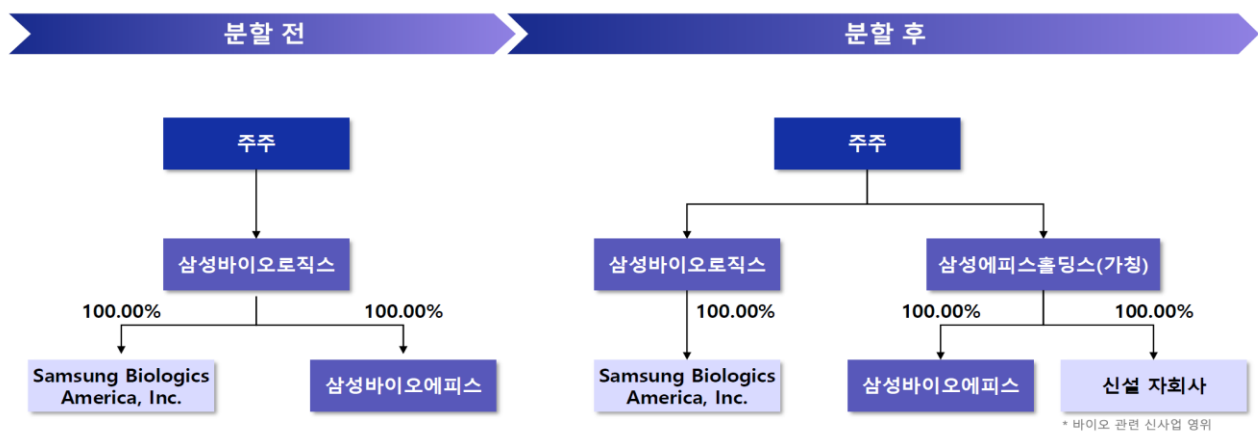 분할 전
분할 후
주주
주주
삼성바이오로직스
삼성바이오로직스
삼성에피스홀딩스(가칭)
100.00%
100.00%
100.00%
100.00%
100.00%
Samsung Biologics
America, Inc.
삼성바이오에피스
Samsung Biologics
America, Inc.
삼성바이오에피스
신설 자회사
* 바이오 관련 신사업 영위